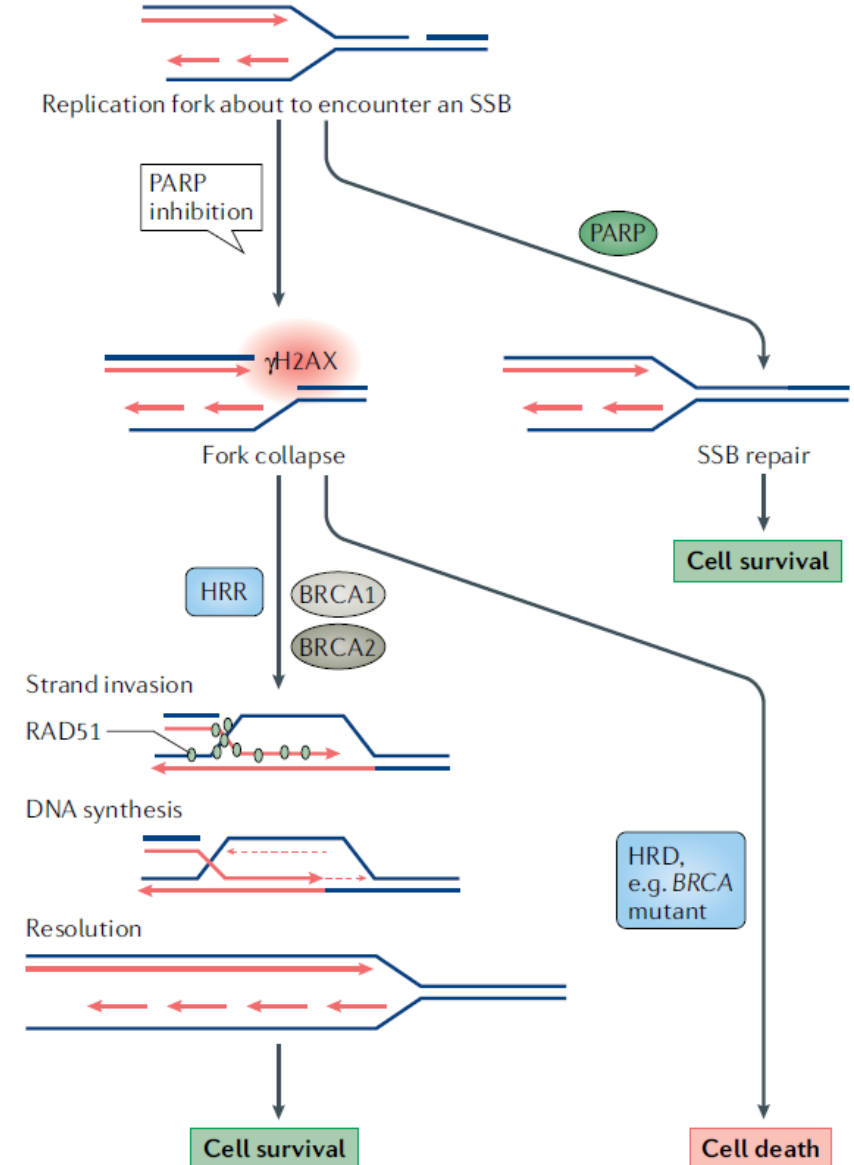 Replication fork about to encounter an SSB
PARP
inhibition
PARP
γH2AX
Fork collapse
SSB repair
Cell survival
HRR
BRCA1
BRCA2
Strand invasion
RAD51
DNA synthesis
HRD,
e.g. BRCA
mutant
Resolution
Cell survival
Cell death